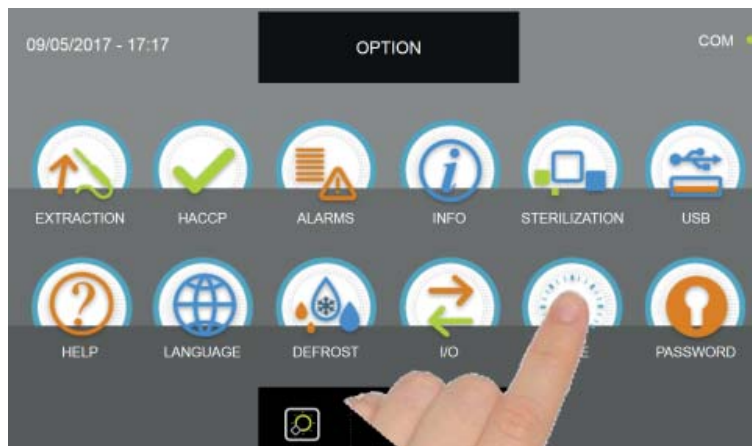 09/05/2017 - 17:17
OPTION
COM
EXTRACTION
HACCP
ALARMS
INFO
STERILIZATION
USB
HELP
LANGUAGE
DEFROST
I/O
PASSWORD